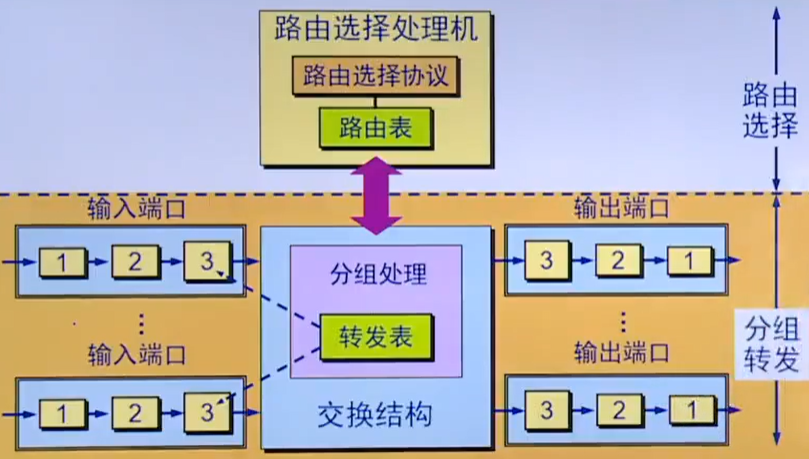 路由选择处理机
路由选择协议
路由表
路由
选择
输入端口
1 2 3
输入端口
1 2 3
分组处理
转发表
交换结构
输出端口
3 2 1
输出端口
3 2 1
分组
转发